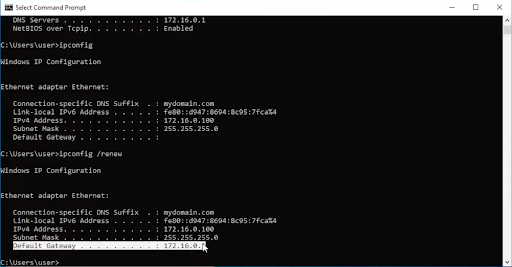 Select Command Prompt
DNS Servers . . . . . . . . . . . : 172.16.0.1
NetBIOS over Tcpip. . . . . . . . : Enabled
C:\Users\user>ipconfig
Windows IP Configuration
Ethernet adapter Ethernet:
Connection-specific DNS Suffix  . : mydomain.com
Link-local IPv6 Address . . . . . : fe80::d947:8694:8c95:7fca%4
IPv4 Address. . . . . . . . . . . : 172.16.0.100
Subnet Mask . . . . . . . . . . . : 255.255.255.0
Default Gateway . . . . . . . . . :
C:\Users\user>ipconfig /renew
Windows IP Configuration
Ethernet adapter Ethernet:
Connection-specific DNS Suffix  . : mydomain.com
Link-local IPv6 Address . . . . . : fe80::d947:8694:8c95:7fca%4
IPv4 Address. . . . . . . . . . . : 172.16.0.100
Subnet Mask . . . . . . . . . . . : 255.255.255.0
Default Gateway . . . . . . . . . : 172.16.0.
C:\Users\user>